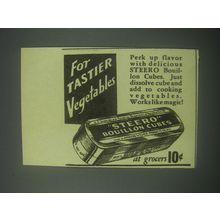 For
TASTIER
Vegetables
Perk up flavor
with delicious
STEERO Bouil-
lon Cubes. Just
dissolve cube and
add to cooking
vegetables.
Works like magic!
"STEERO"
BOUILLON CUBES
at grocers 10¢